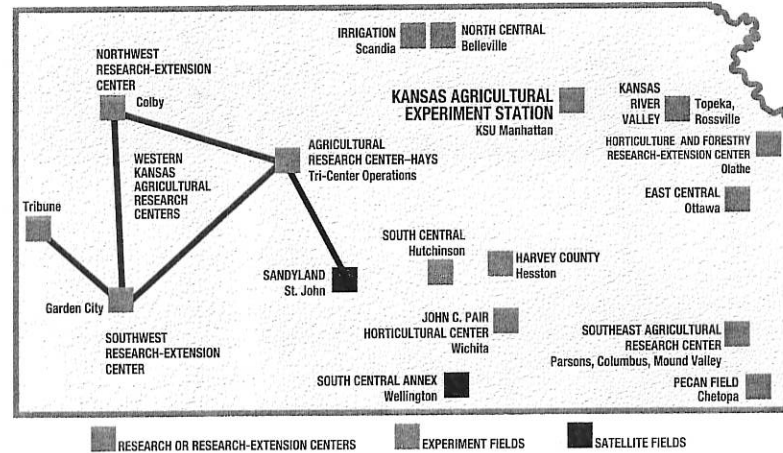 IRRIGATION
Scandia
NORTH CENTRAL
Belleville
NORTHWEST
RESEARCH-EXTENSION
CENTER
Colby
KANSAS AGRICULTURAL
EXPERIMENT STATION
KSU Manhattan
KANSAS
RIVER
VALLEY
Topeka,
Rossville
HORTICULTURE AND FORESTRY
RESEARCH-EXTENSION CENTER
Olathe
AGRICULTURAL
RESEARCH CENTER–HAYS
Tri-Center Operations
WESTERN
KANSAS
AGRICULTURAL
RESEARCH
CENTERS
EAST CENTRAL
Ottawa
Tribune
SOUTH CENTRAL
Hutchinson
HARVEY COUNTY
Hesston
SANDYLAND
St. John
Garden City
SOUTHWEST
RESEARCH-EXTENSION
CENTER
JOHN C. PAIR
HORTICULTURAL CENTER
Wichita
SOUTHEAST AGRICULTURAL
RESEARCH CENTER
Parsons, Columbus, Mound Valley
SOUTH CENTRAL ANNEX
Wellington
PECAN FIELD
Chetopa
RESEARCH OR RESEARCH-EXTENSION CENTERS
EXPERIMENT FIELDS
SATELLITE FIELDS